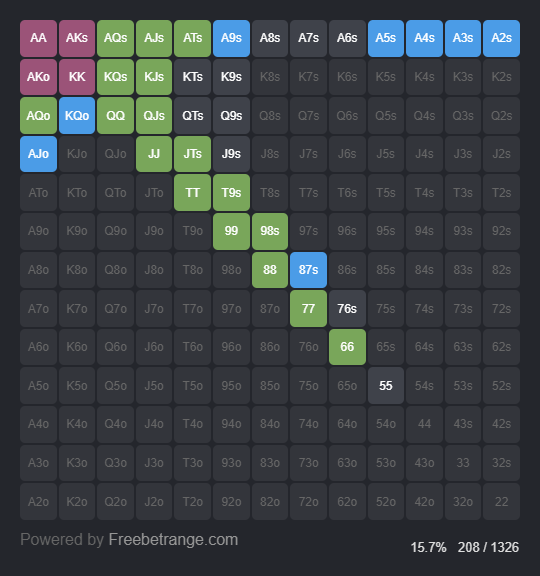 AA AKs AQs AJs ATs A9s A8s A7s A6s A5s A4s A3s A2s
AKo KK KQs KJs KTs K9s K8s K7s K6s K5s K4s K3s K2s
AQo KQo QQ QJs QTs Q9s Q8s Q7s Q6s Q5s Q4s Q3s Q2s
AJo KJo QJo JJ JTs J9s J8s J7s J6s J5s J4s J3s J2s
ATo KTo QTo JTo TT T9s T8s T7s T6s T5s T4s T3s T2s
A9o K9o Q9o J9o T9o 99 98s 97s 96s 95s 94s 93s 92s
A8o K8o Q8o J8o T8o 98o 88 87s 86s 85s 84s 83s 82s
A7o K7o Q7o J7o T7o 97o 87o 77 76s 75s 74s 73s 72s
A6o K6o Q6o J6o T6o 96o 86o 76o 66 65s 64s 63s 62s
A5o K5o Q5o J5o T5o 95o 85o 75o 65o 55 54s 53s 52s
A4o K4o Q4o J4o T4o 94o 84o 74o 64o 54o 44 43s 42s
A3o K3o Q3o J3o T3o 93o 83o 73o 63o 53o 43o 33 32s
A2o K2o Q2o J2o T2o 92o 82o 72o 62o 52o 42o 32o 22
Powered by Freebetrange.com
15.7% 208 / 1326